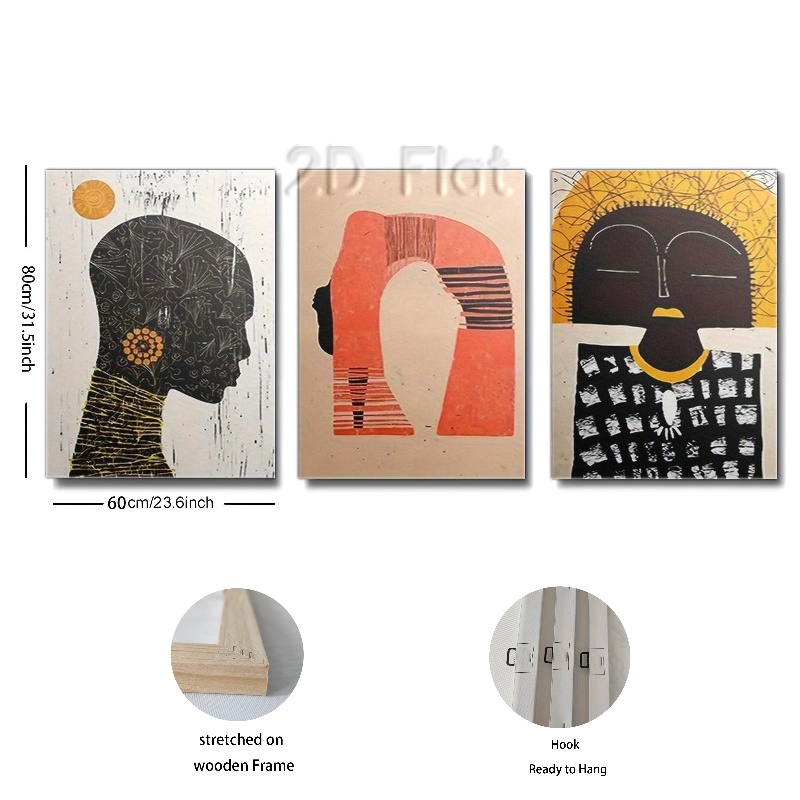 2D Flat
80cm/31.5inch
60cm/23.6inch
stretched on
wooden Frame
Hook
Ready to Hang